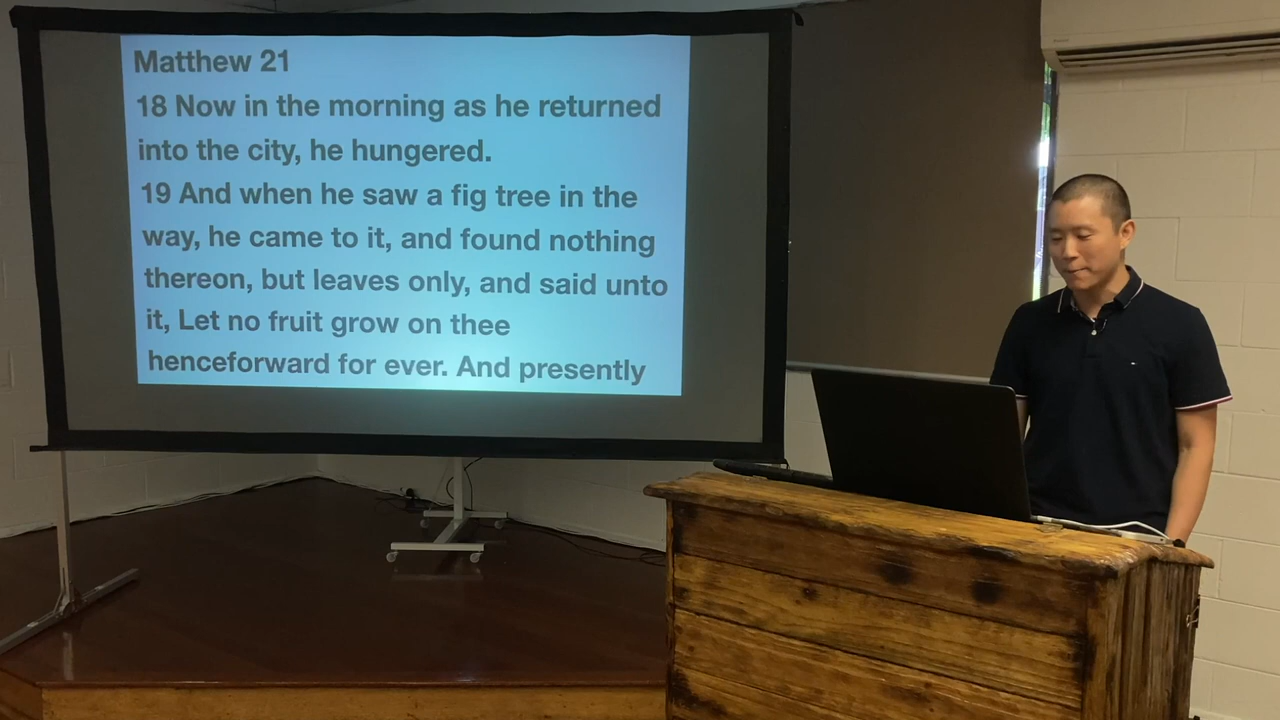 Matthew 21
18 Now in the morning as he returned
into the city, he hungered.
19 And when he saw a fig tree in the
way, he came to it, and found nothing
thereon, but leaves only, and said unto
it, Let no fruit grow on thee
henceforward for ever. And presently